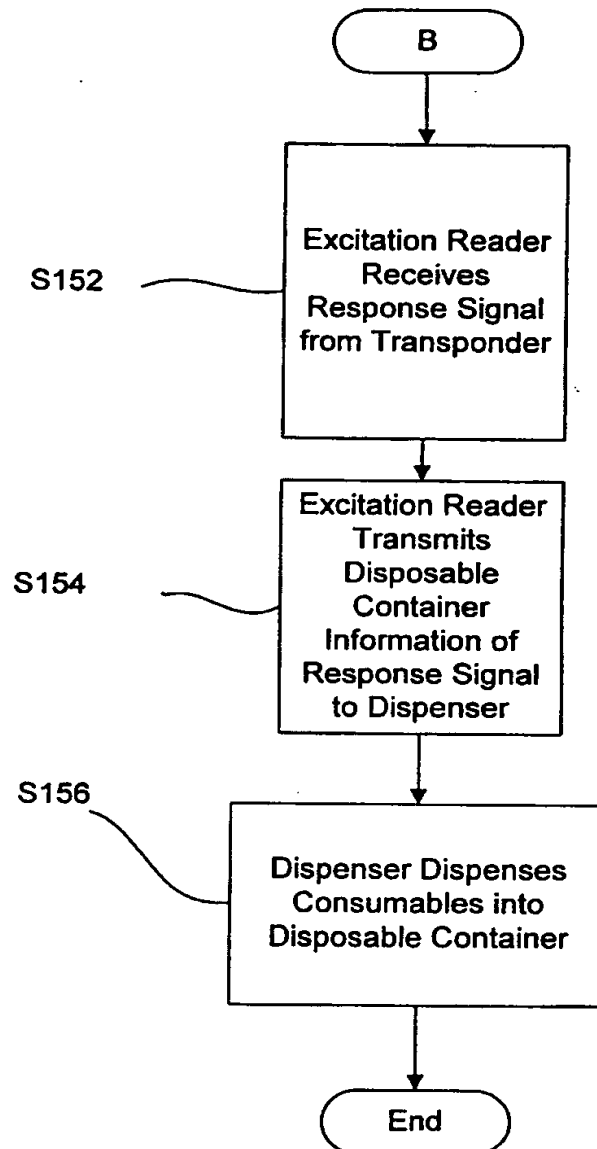 B
S152
Excitation Reader
Receives
Response Signal
from Transponder
S154
Excitation Reader
Transmits
Disposable
Container
Information of
Response Signal
to Dispenser
S156
Dispenser Dispenses
Consumables into
Disposable Container
End